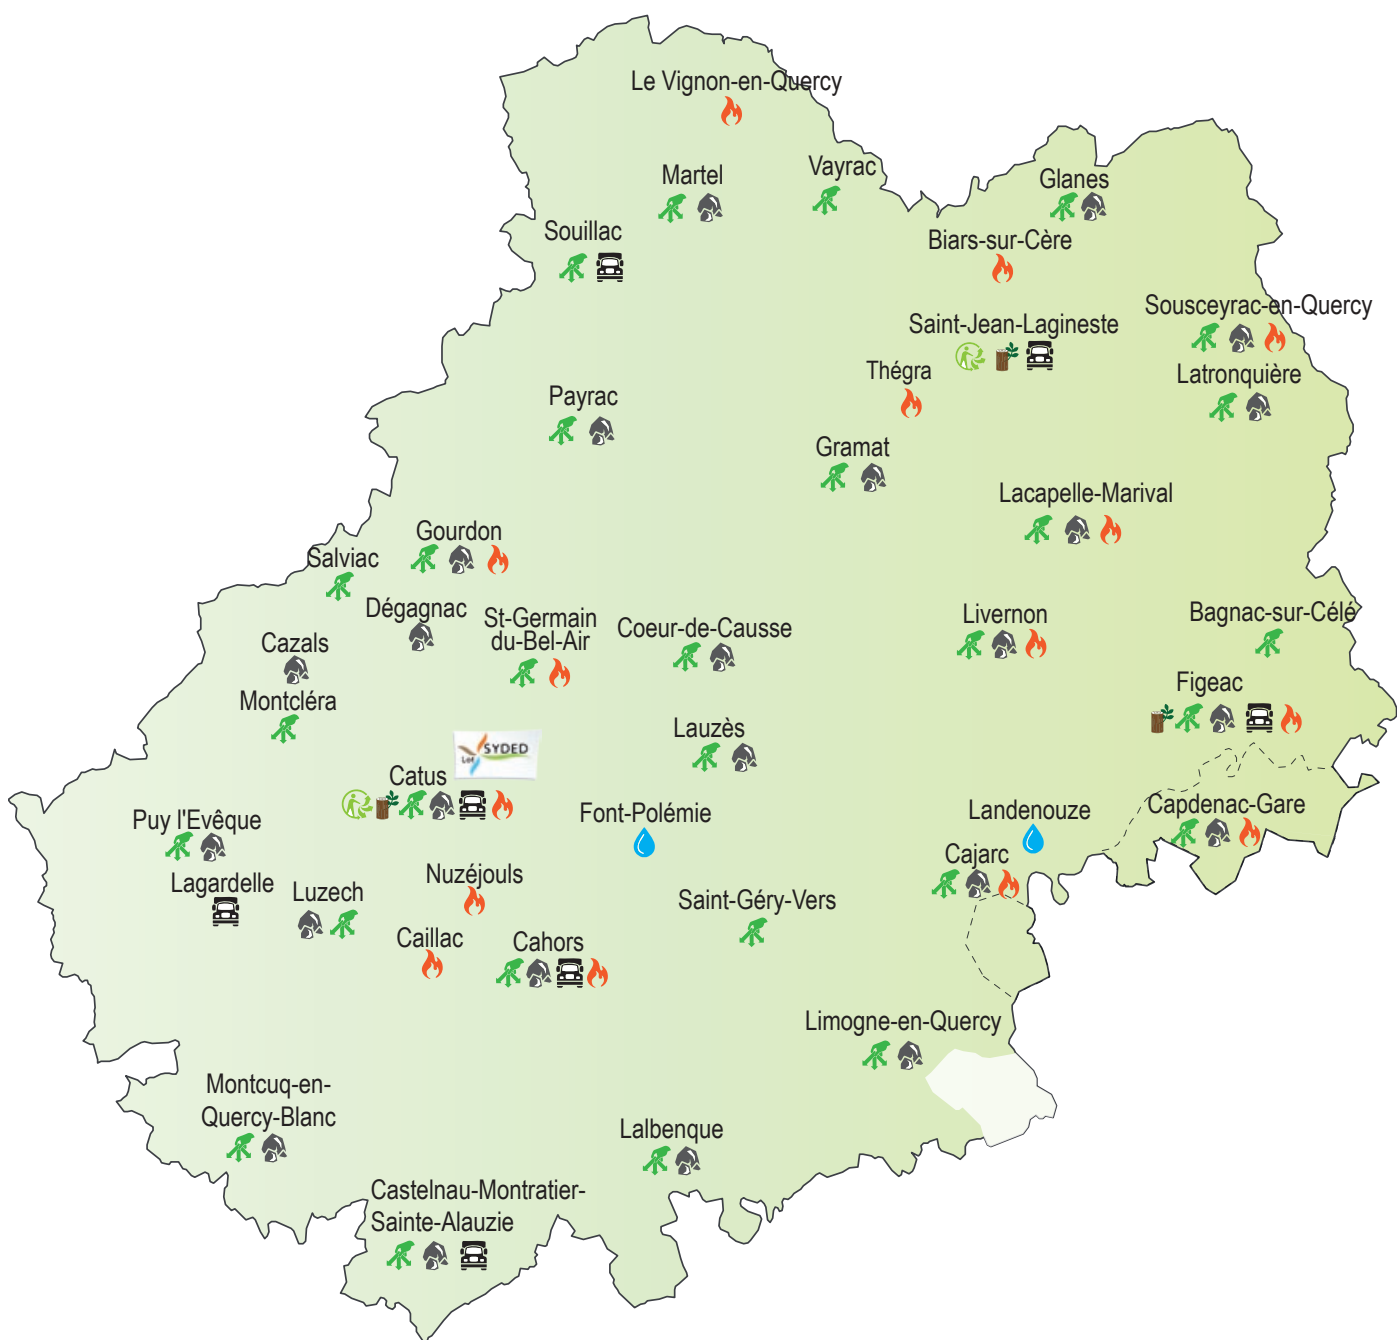 Le Vignon-en-Quercy
Martel
Vayrac
Glanes
Souillac
Biars-sur-Cère
Sousceyrac-en-Quercy
Saint-Jean-Lagineste
Thégra
Latronquière
Payrac
Gramat
Lacapelle-Marival
Gourdon
Salviac
Dégagnac
St-Germain
du-Bel-Air
Coeur-de-Causse
Livernon
Bagnac-sur-Célé
Cazals
Montcléra
Figeac
Lauzès
SYDED
Lot
Catus
Puy l'Evêque
Font-Polémie
Landenouze
Capdenac-Gare
Cajarc
Lagardelle
Luzech
Nuzéjouls
Saint-Géry-Vers
Caillac
Cahors
Limogne-en-Quercy
Montcuq-en-
Quercy-Blanc
Lalbenque
Castelnau-Montratier-
Sainte-Alauzie